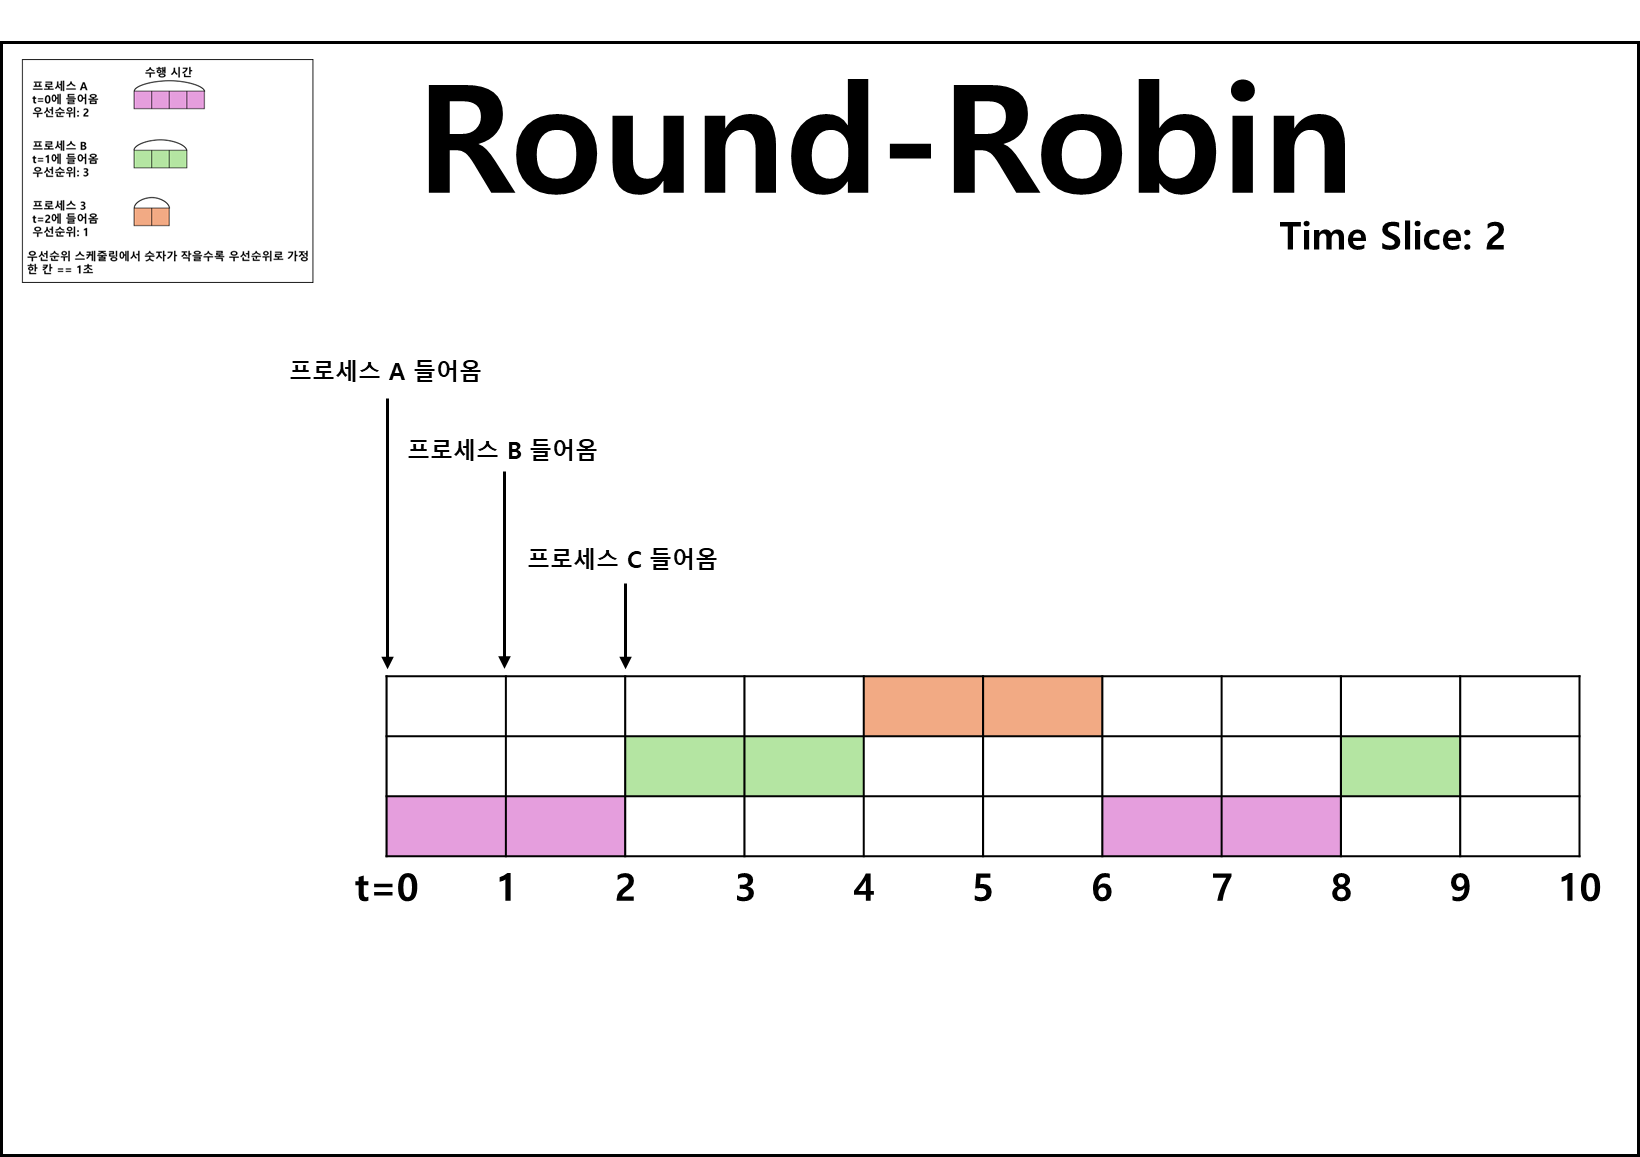 수행 시간
프로세스 A
t=0에 들어옴
우선순위: 2
프로세스 B
t=1에 들어옴
우선순위: 3
프로세스 3
t=2에 들어옴
우선순위: 1
우선순위 스케줄링에서 숫자가 작을수록 우선순위로 가정
한 칸 == 1초
Round-Robin
Time Slice: 2
프로세스 A 들어옴
프로세스 B 들어옴
프로세스 C 들어옴
t=0 1 2 3 4 5 6 7 8 9 10